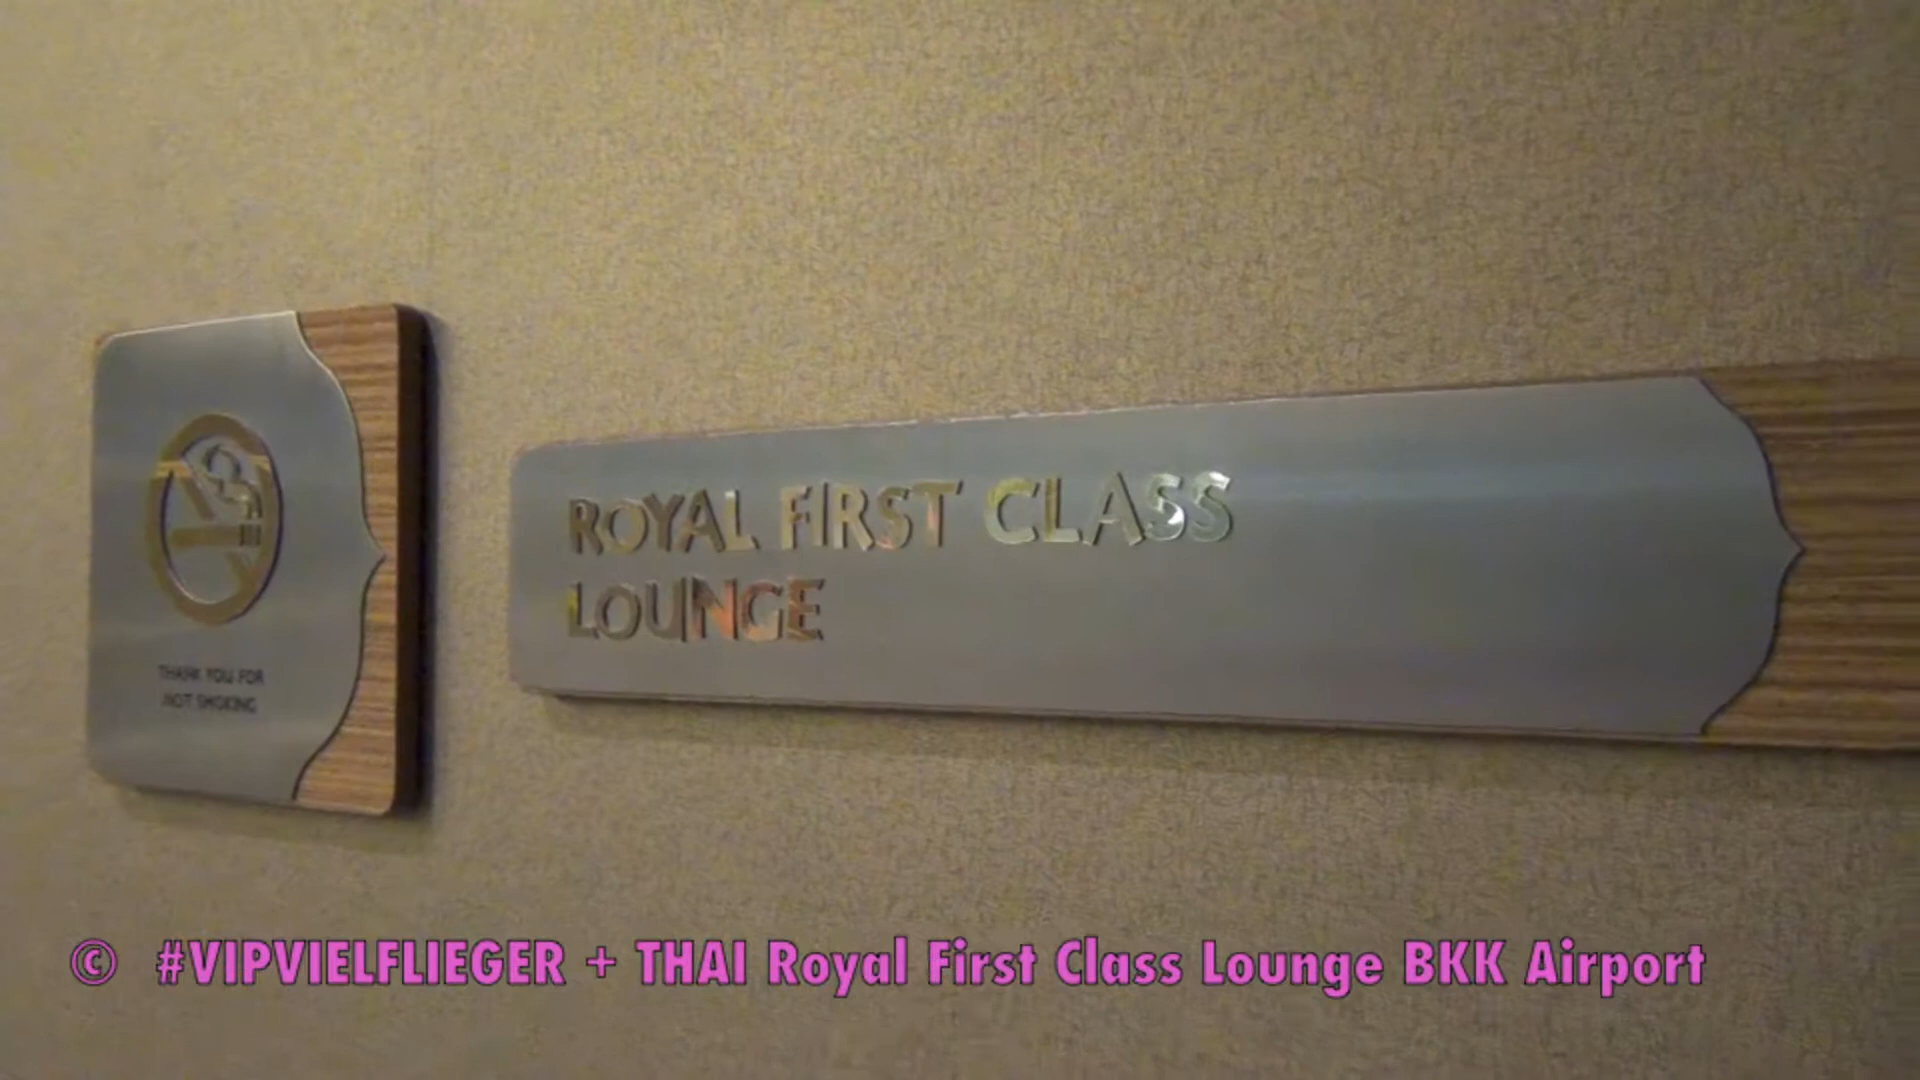 THANK YOU FOR
NOT SMOKING
ROYAL FIRST CLASS
LOUNGE
© #VIPVIELFLIEGER + THAI Royal First Class Lounge BKK Airport